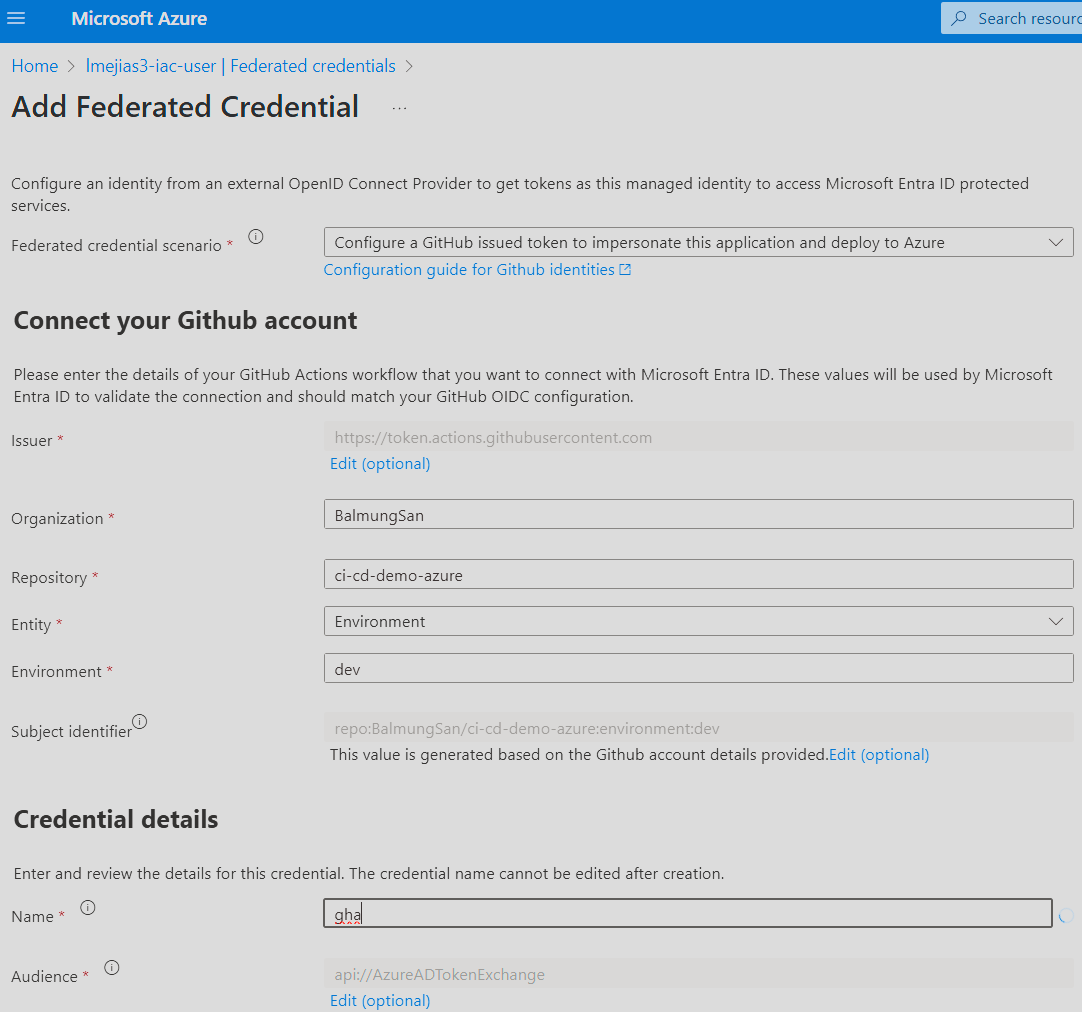 Microsoft Azure
Search resourc
Home > lmejias3-iac-user | Federated credentials >
Add Federated Credential ...
Configure an identity from an external OpenID Connect Provider to get tokens as this managed identity to access Microsoft Entra ID protected
services.
Federated credential scenario *
Configure a GitHub issued token to impersonate this application and deploy to Azure
Configuration guide for Github identities
Connect your Github account
Please enter the details of your GitHub Actions workflow that you want to connect with Microsoft Entra ID. These values will be used by Microsoft
Entra ID to validate the connection and should match your GitHub OIDC configuration.
Issuer *
https://token.actions.githubusercontent.com
Edit (optional)
Organization *
BalmungSan
Repository *
ci-cd-demo-azure
Entity *
Environment
Environment *
dev
Subject identifier
repo:BalmungSan/ci-cd-demo-azure:environment:dev
This value is generated based on the Github account details provided.Edit (optional)
Credential details
Enter and review the details for this credential. The credential name cannot be edited after creation.
Name *
gha
Audience *
api://AzureADTokenExchange
Edit (optional)